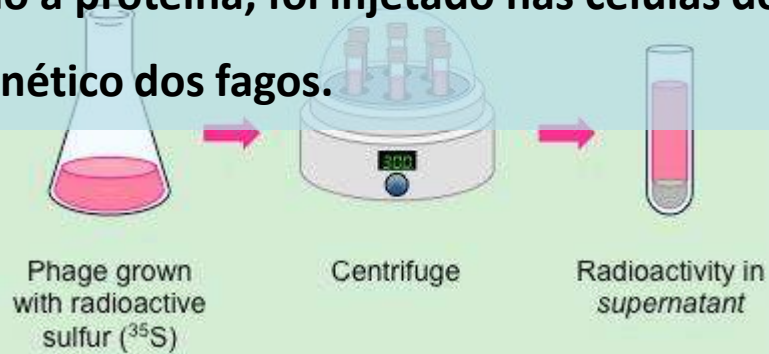 o a proteína, foi injetado nas células de
nético dos fagos.
300
Phage grown
with radioactive
sulfur (³⁵S)
Centrifuge
Radioactivity in
supernatant